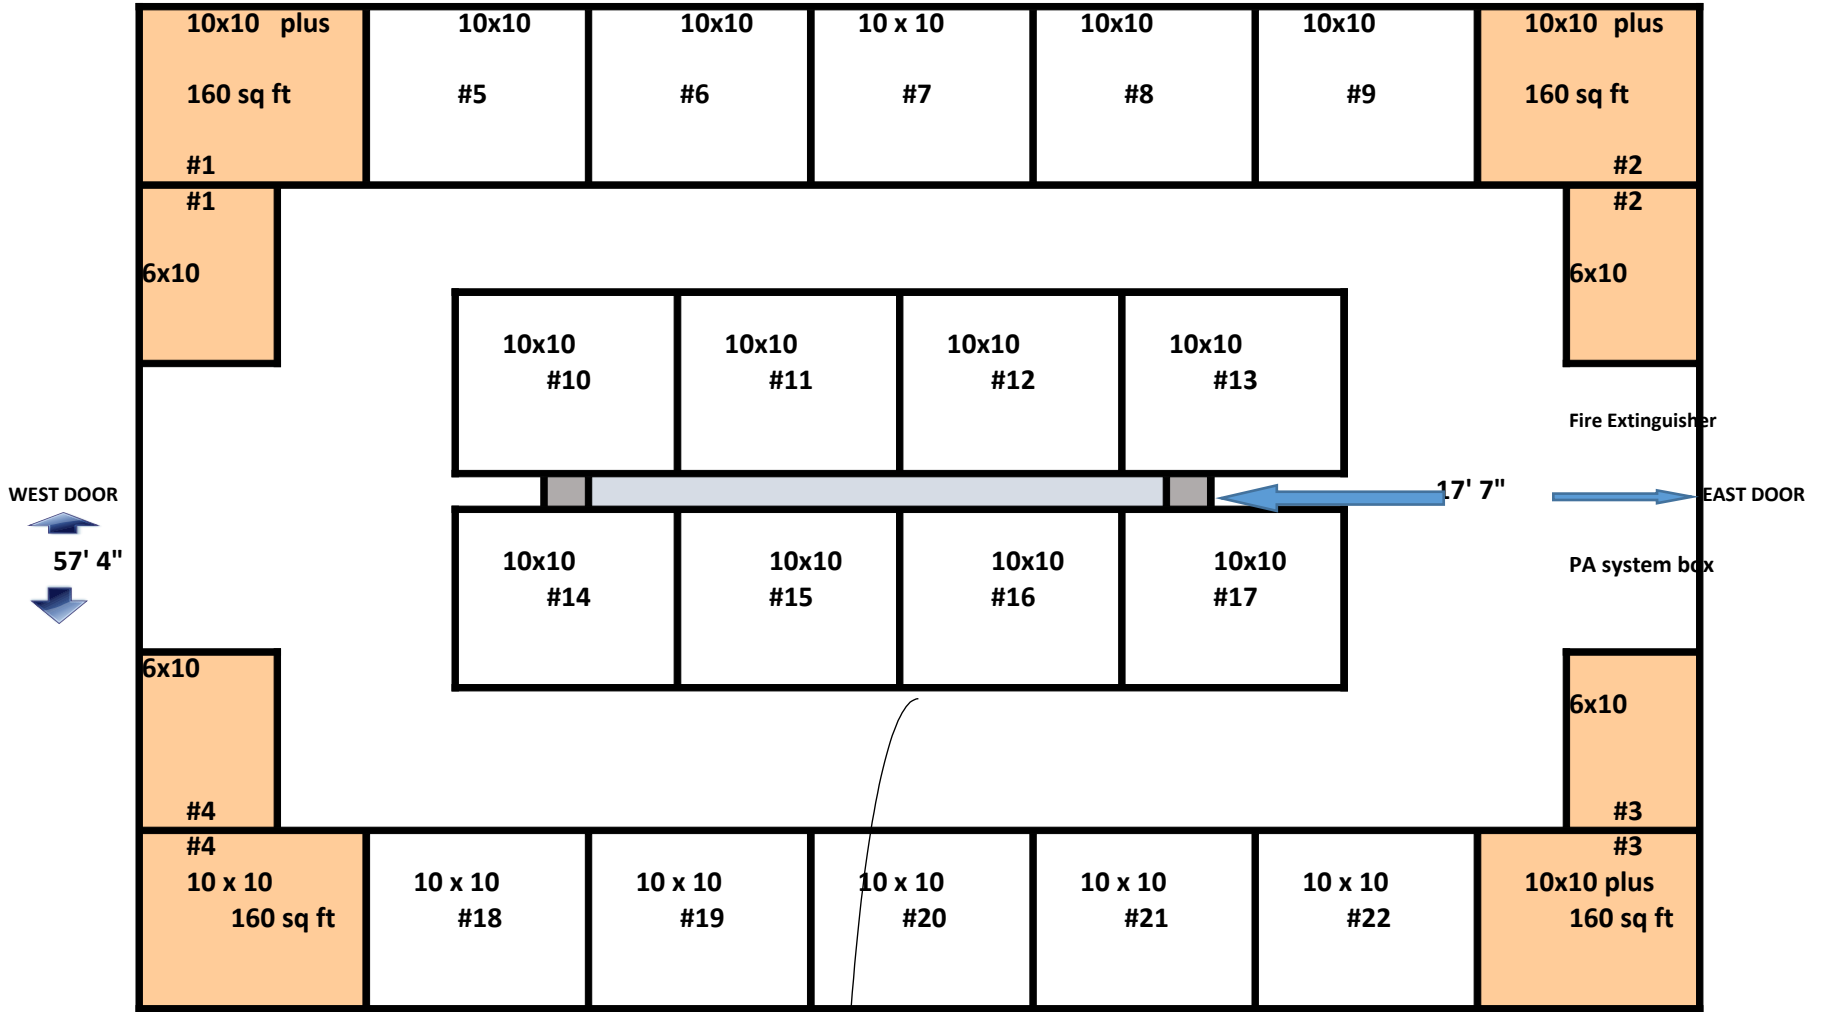 10x10 plus 10x10 10x10 10 x 10 10x10 10x10 10x10 plus
160 sq ft #5 #6 #7 #8 #9 160 sq ft
#1 #2
#1 #2
6x10 6x10
10x10 10x10 10x10 10x10
#10 #11 #12 #13
Fire Extinguisher
WEST DOOR 17' 7" EAST DOOR
57' 4" 10x10 10x10 10x10 10x10 PA system box
#14 #15 #16 #17
6x10
6x10
#4 #3
#4 #3
10 x 10 10 x 10 10 x 10 10 x 10 10 x 10 10 x 10 10x10 plus
160 sq ft #18 #19 #20 #21 #22 160 sq ft